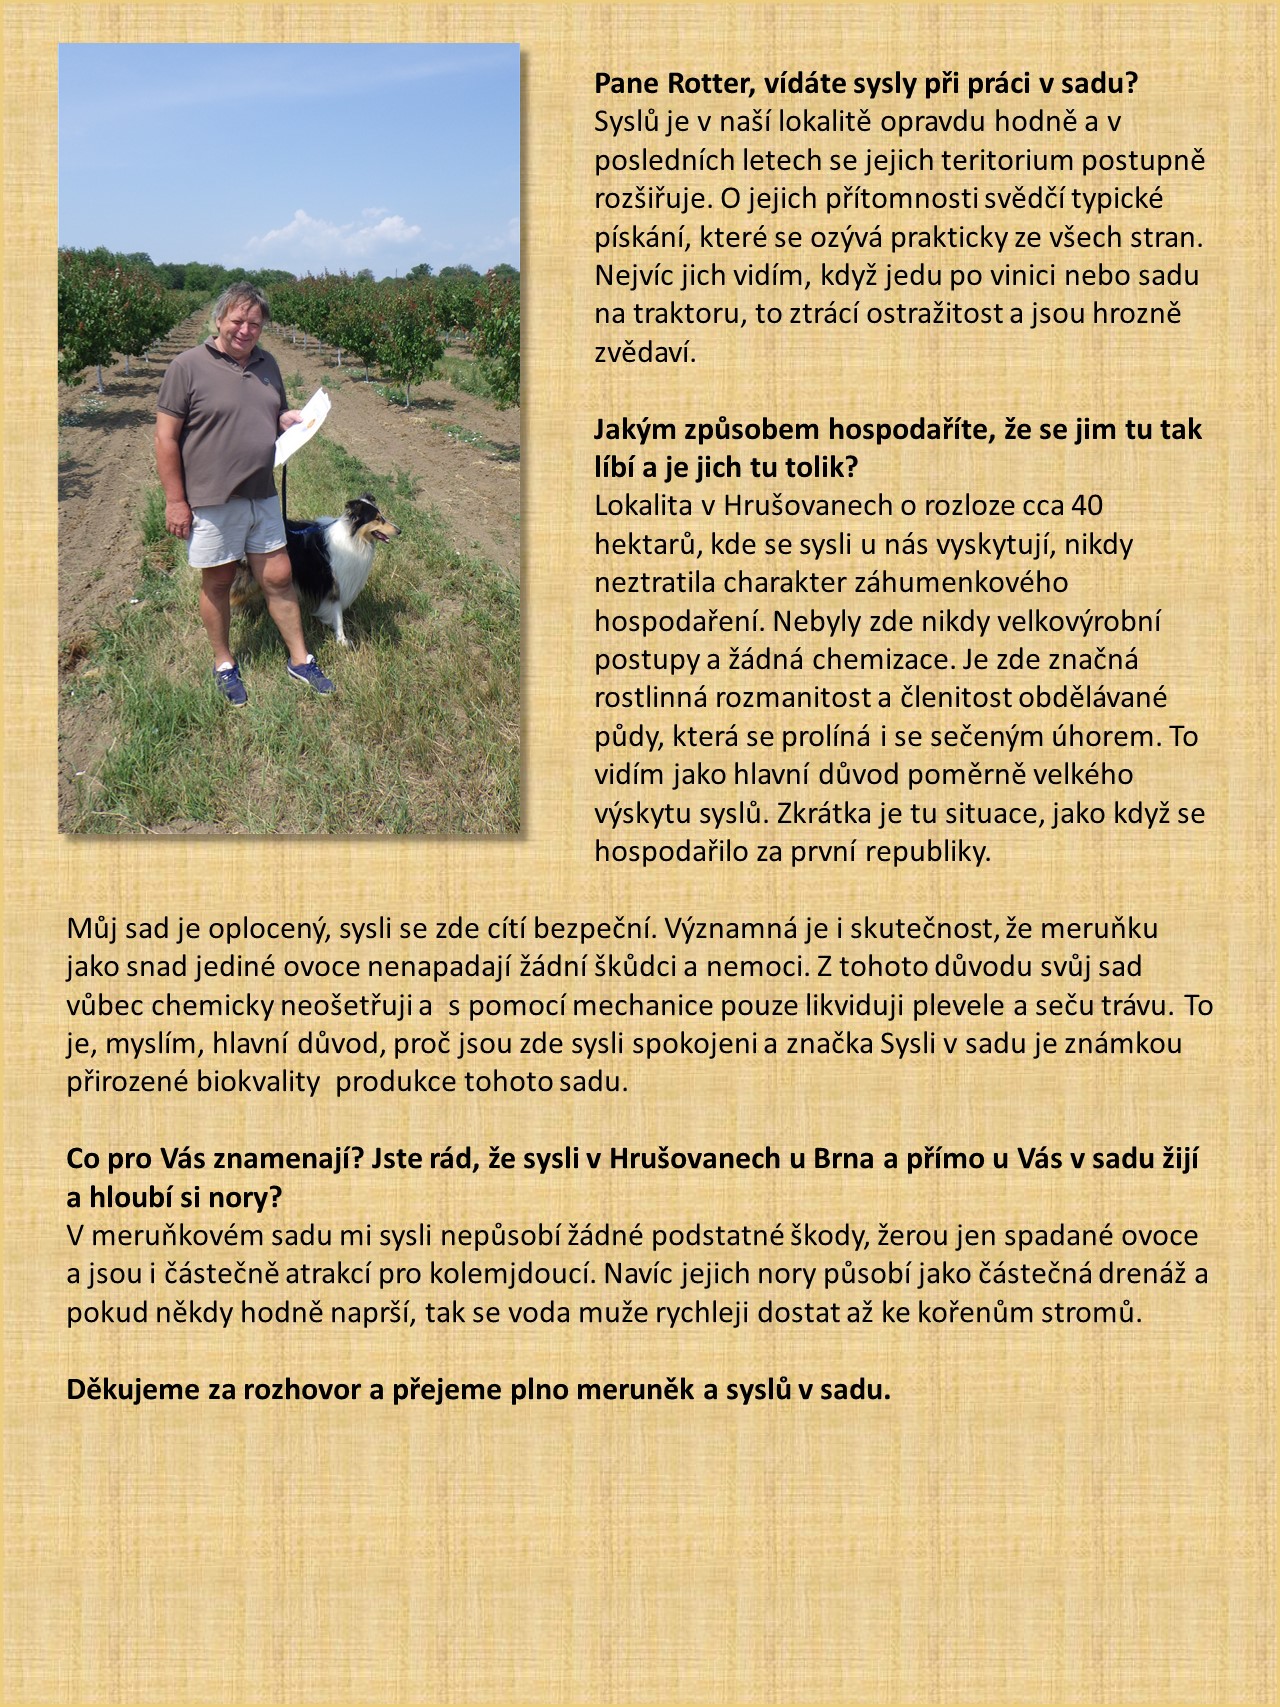 Pane Rotter, vídáte sysly při práci v sadu?
Syslů je v naší lokalitě opravdu hodně a v
posledních letech se jejich teritorium postupně
rozšiřuje. O jejich přítomnosti svědčí typické
pískání, které se ozývá prakticky ze všech stran.
Nejvíc jich vidím, když jedu po vinici nebo sadu
na traktoru, to ztrácí ostražitost a jsou hrozně
zvědaví.
Jakým způsobem hospodaříte, že se jim tu tak
líbí a je jich tu tolik?
Lokalita v Hrušovanech o rozloze cca 40
hektarů, kde se sysli u nás vyskytují, nikdy
neztratila charakter záhumenkového
hospodaření. Nebyly zde nikdy velkovýrobní
postupy a žádná chemizace. Je zde značná
rostlinná rozmanitost a členitost obdělávané
půdy, která se prolíná i se sečeným úhorem. To
vidím jako hlavní důvod poměrně velkého
výskytu syslů. Zkrátka je tu situace, jako když se
hospodařilo za první republiky.
Můj sad je oplocený, sysli se zde cítí bezpeční. Významná je i skutečnost, že meruňku
jako snad jediné ovoce nenapadají žádní škůdci a nemoci. Z tohoto důvodu svůj sad
vůbec chemicky neošetřuji a  s pomocí mechanice pouze likviduji plevele a seču trávu. To
je, myslím, hlavní důvod, proč jsou zde sysli spokojeni a značka Sysli v sadu je známkou
přirozené biokvality  produkce tohoto sadu.
Co pro Vás znamenají? Jste rád, že sysli v Hrušovanech u Brna a přímo u Vás v sadu žijí
a hloubí si nory?
V meruňkovém sadu mi sysli nepůsobí žádné podstatné škody, žerou jen spadané ovoce
a jsou i částečně atrakcí pro kolemjdoucí. Navíc jejich nory působí jako částečná drenáž a
pokud někdy hodně naprší, tak se voda muže rychleji dostat až ke kořenům stromů.
Děkujeme za rozhovor a přejeme plno meruněk a syslů v sadu.